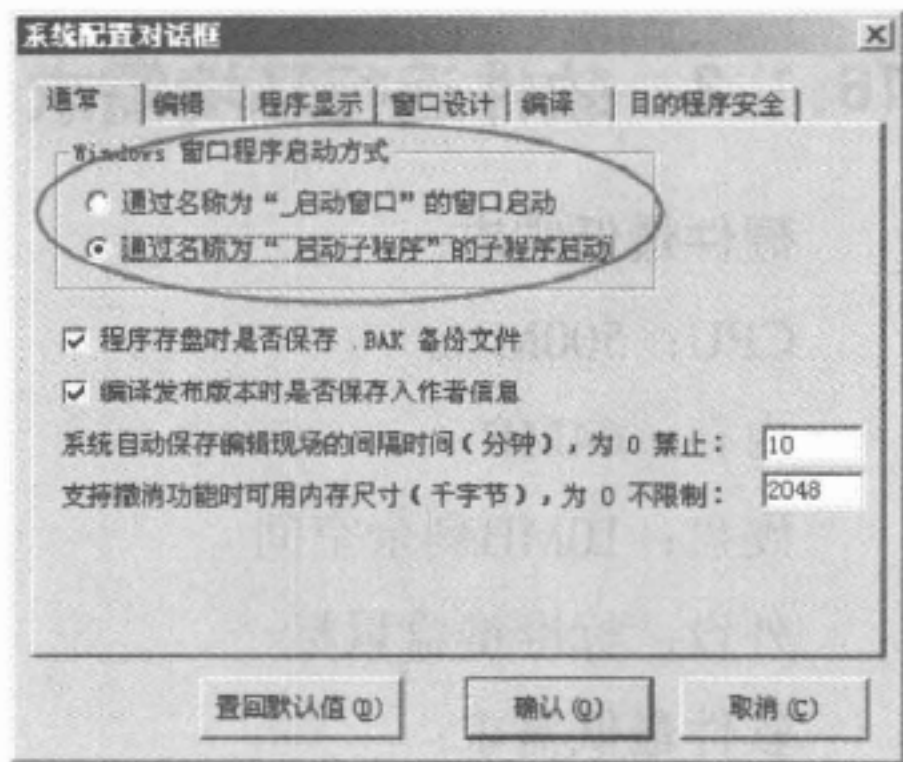 系统配置对话框
通常 编辑 程序显示 窗口设计 编译 目的程序安全
Windows 窗口程序启动方式
通过名称为“_启动窗口”的窗口启动
通过名称为“_启动子程序”的子程序启动
程序存盘时是否保存 .BAK 备份文件
编译发布版本时是否保存入作者信息
系统自动保存编辑现场的间隔时间(分钟),为 0 禁止: 10
支持撤消功能时可用内存尺寸(千字节),为 0 不限制: 2048
置回默认值(D) 确认(O) 取消(C)